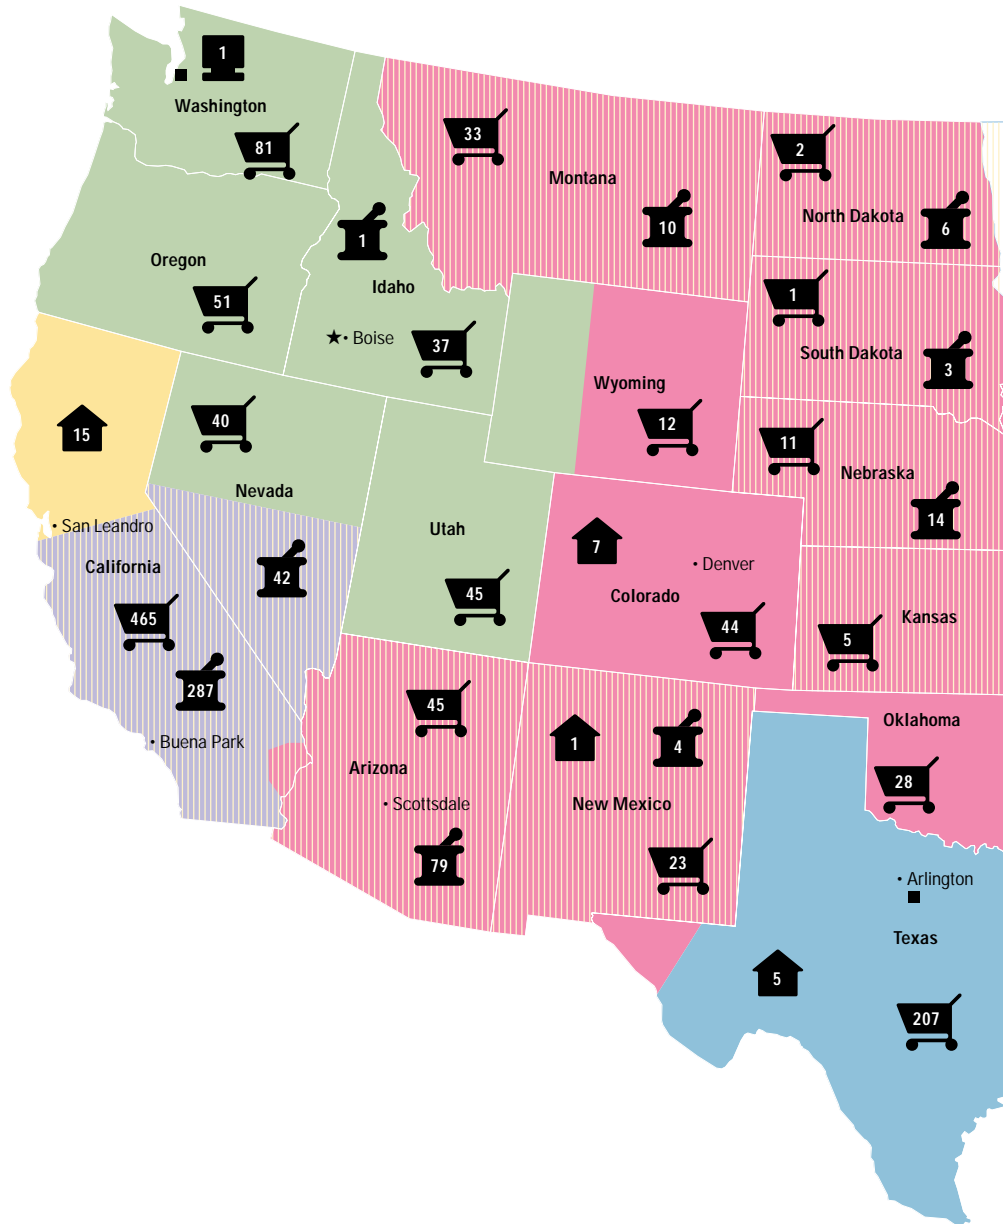 1
Washington
81
33
Montana
10
2
North Dakota
6
1
Idaho
Oregon
51
• Boise
37
1
South Dakota
3
Wyoming
12
11
Nebraska
14
15
40
Nevada
• San Leandro
California
465
287
• Buena Park
42
Utah
45
7
• Denver
Colorado
44
Kansas
5
45
Arizona
• Scottsdale
79
1
4
New Mexico
23
Oklahoma
28
• Arlington
Texas
5
207